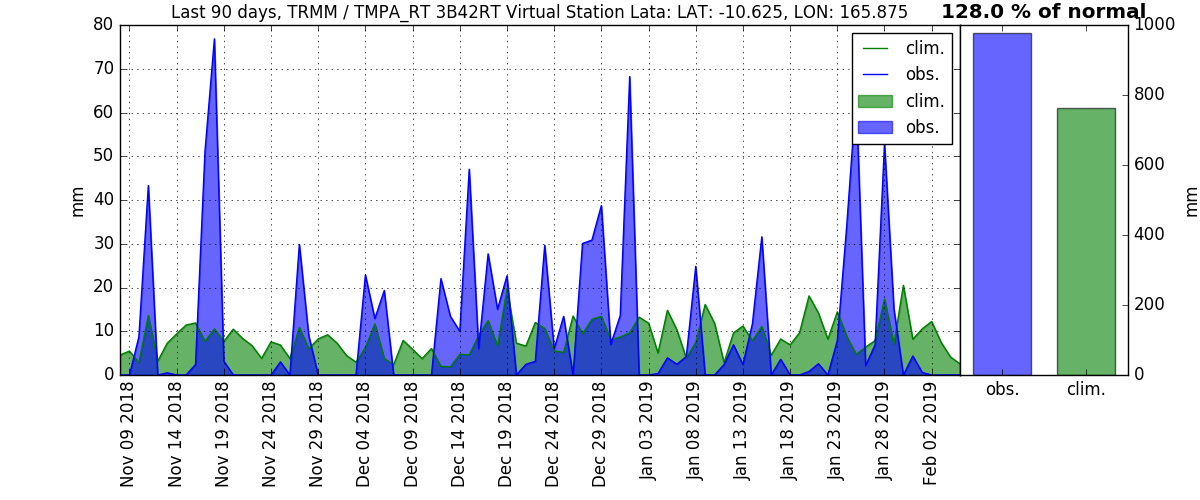 Last 90 days, TRMM / TMPA_RT 3B42RT Virtual Station Lata: LAT: -10.625, LON: 165.875
128.0 % of normal
80
70
60
50
40
30
20
10
0
mm
clim.
obs.
clim.
obs.
Nov 09 2018
Nov 14 2018
Nov 19 2018
Nov 24 2018
Nov 29 2018
Dec 04 2018
Dec 09 2018
Dec 14 2018
Dec 19 2018
Dec 24 2018
Dec 29 2018
Jan 03 2019
Jan 08 2019
Jan 13 2019
Jan 18 2019
Jan 23 2019
Jan 28 2019
Feb 02 2019
1000
800
600
400
200
0
mm
obs.
clim.